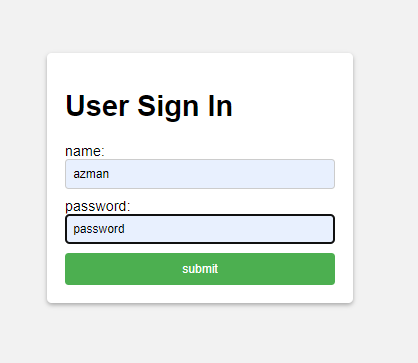 User Sign In
name:
azman
password:
password
submit